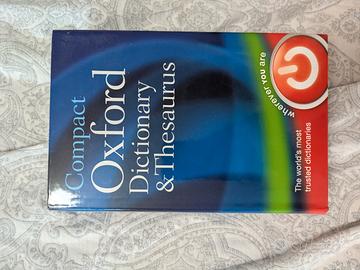 Compact
Oxford
Dictionary
& Thesaurus
wherever you are
The world's most
trusted dictionaries